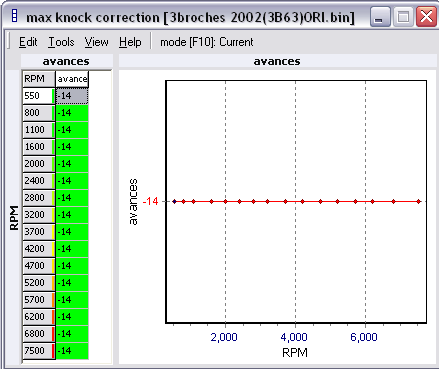 max knock correction [3broches 2002(3B63)ORI.bin]
Edit Tools View Help mode [F10]: Current
avances
RPM avance
550 -14
800 -14
1100 -14
1600 -14
2000 -14
2400 -14
2800 -14
3200 -14
3700 -14
4200 -14
4700 -14
5200 -14
5700 -14
6200 -14
6800 -14
7500 -14
RPM
avances
avances
-14
2,000 4,000 6,000
RPM